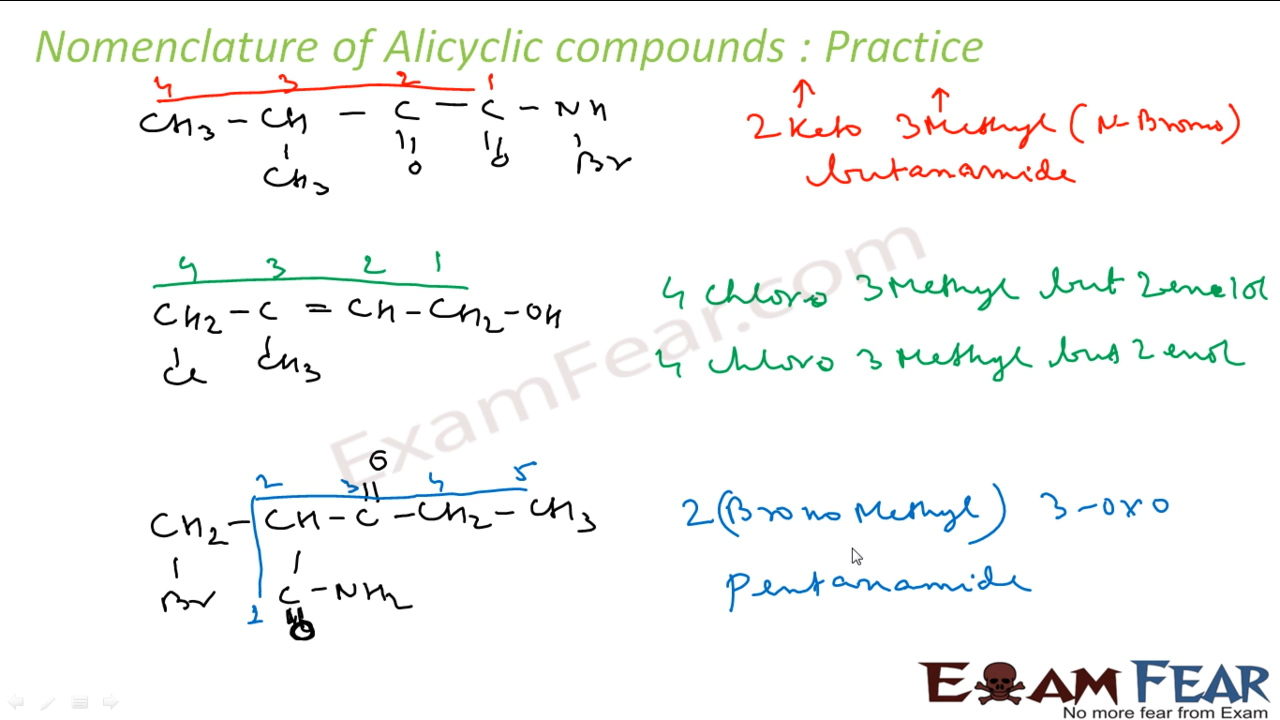 Nomenclature of Alicyclic compounds : Practice
4 3 2 1
CH3 - CH - C - C - NH
|| ||
CH3 O O Br
2 Keto 3 Methyl (N-Bromo)
butanamide
4 3 2 1
CH2 - C = CH - CH2 - OH
Cl CH3
4 chloro 3 Methyl but 2 ene 1 ol
4 chloro 3 Methyl but 2 enol
ExamFear.com
O
2 3 || 4 5
CH2 - CH - C - CH2 - CH3
Br 1 C - NH2
|| O
2 (Bromo Methyl) 3-oxo
pentanamide
EXAM FEAR
No more fear from Exam